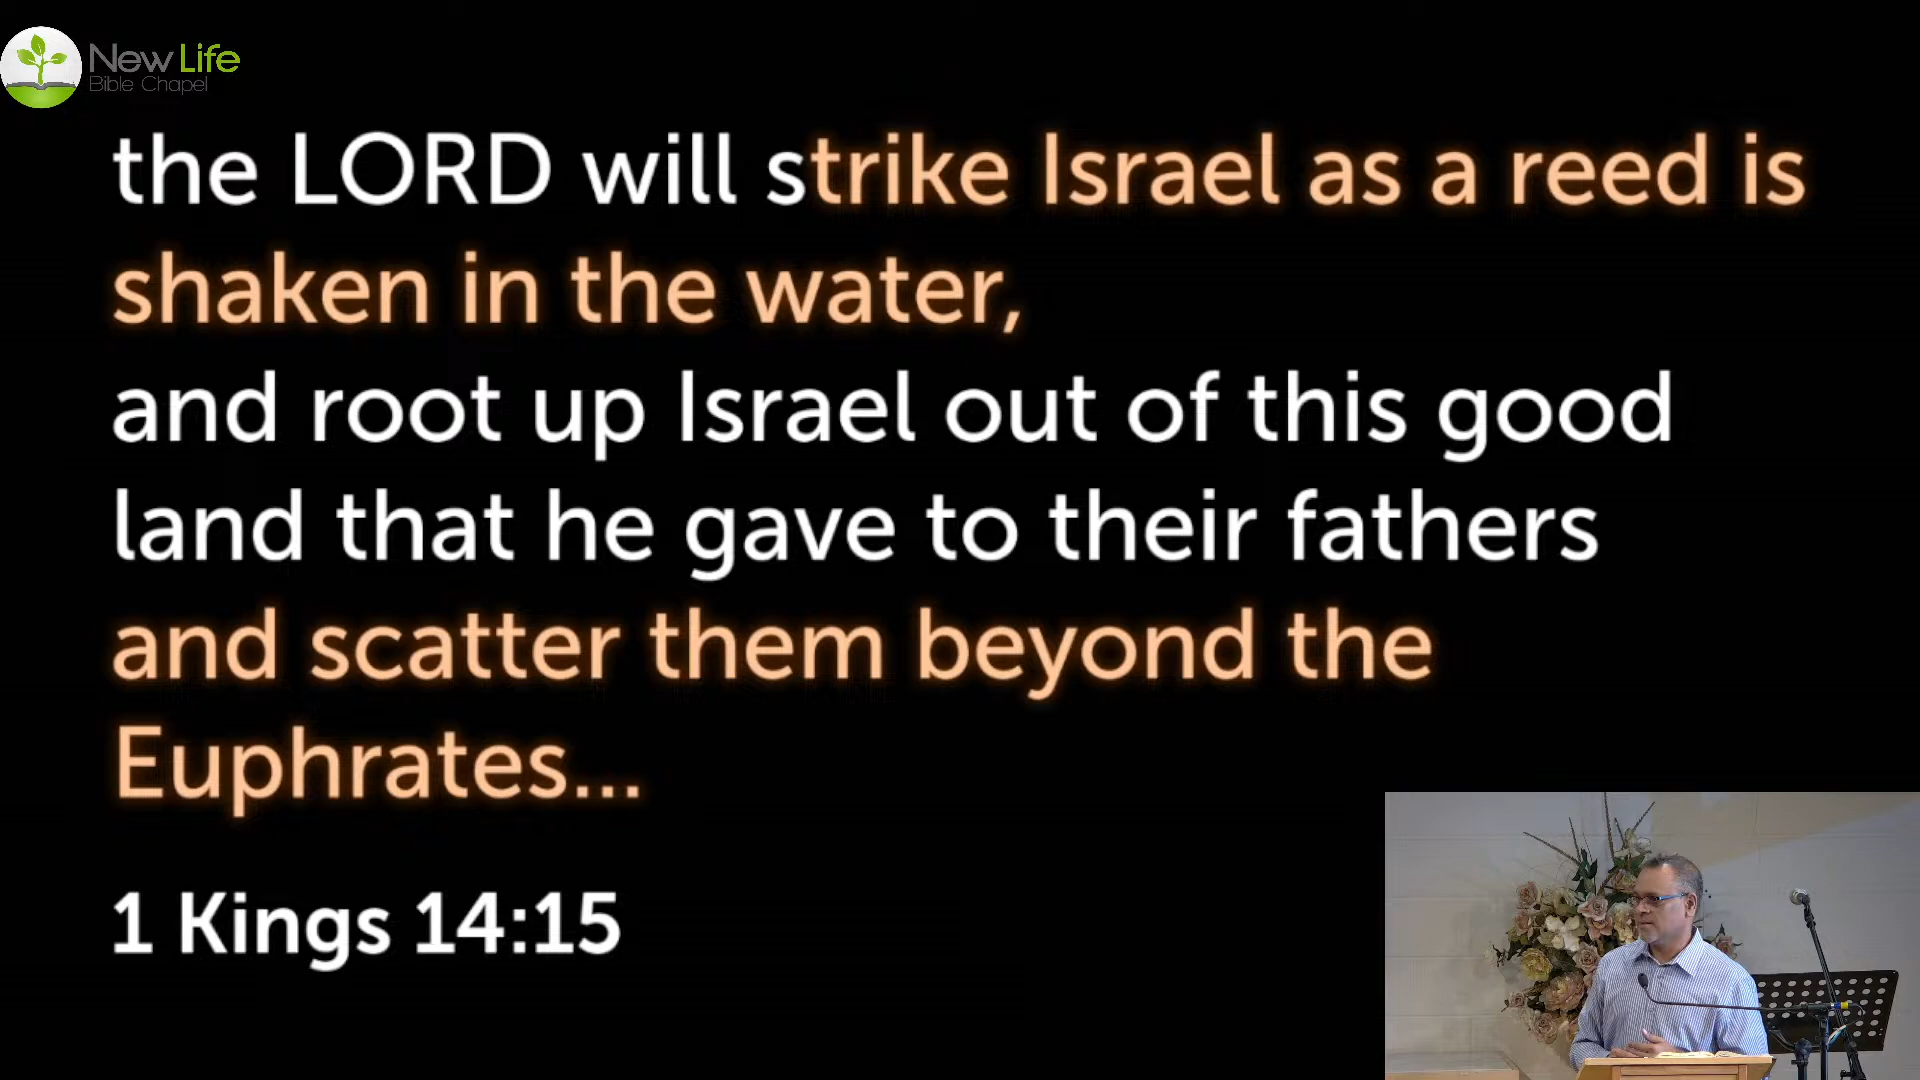 New Life
Bible Chapel
the LORD will strike Israel as a reed is
shaken in the water,
and root up Israel out of this good
land that he gave to their fathers
and scatter them beyond the
Euphrates...
1 Kings 14:15